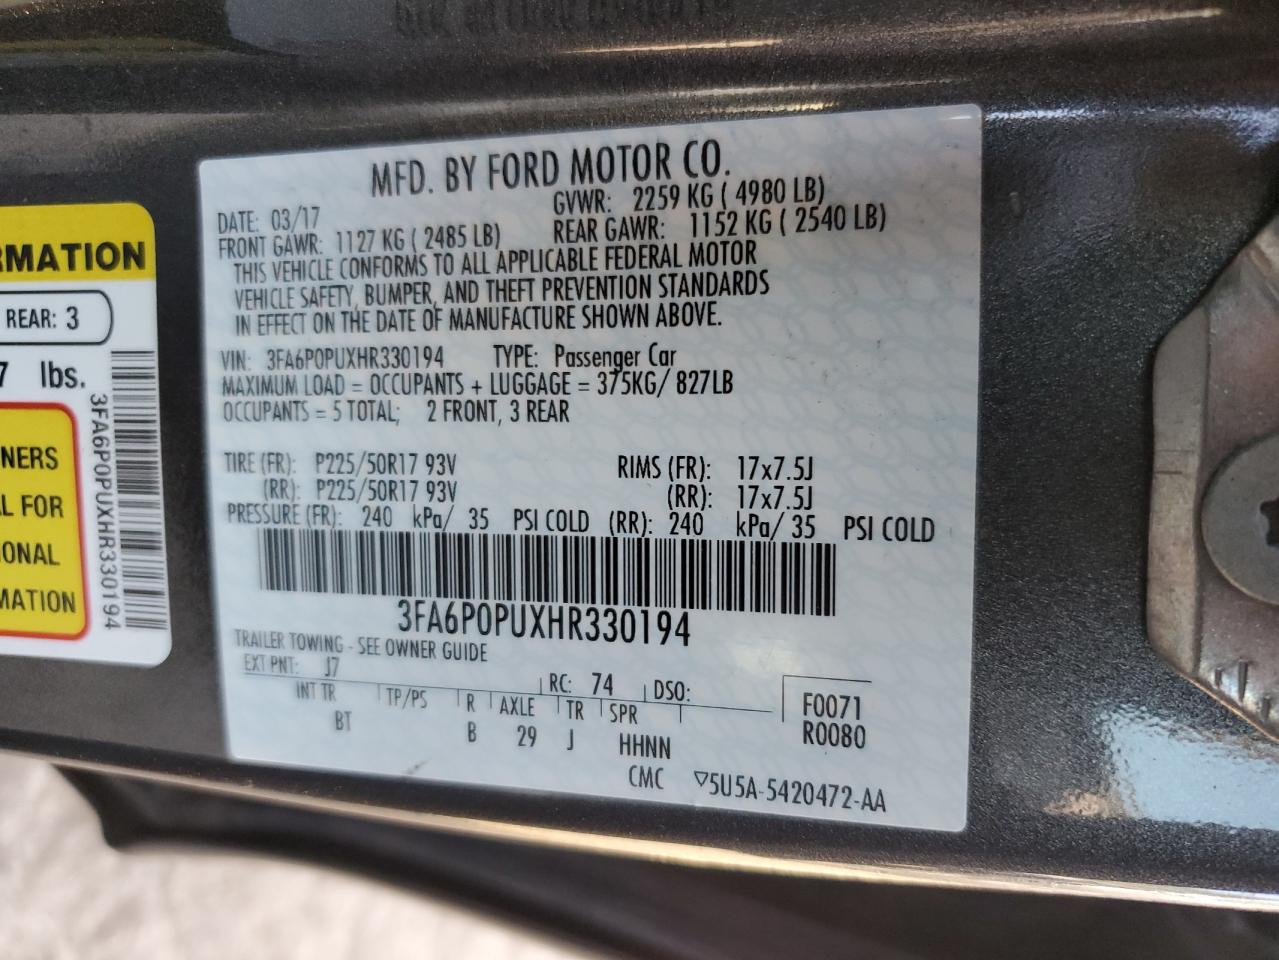 MFD. BY FORD MOTOR CO.
DATE: 03/17 GVWR: 2259 KG ( 4980 LB)
FRONT GAWR: 1127 KG ( 2485 LB) REAR GAWR: 1152 KG ( 2540 LB)
THIS VEHICLE CONFORMS TO ALL APPLICABLE FEDERAL MOTOR
VEHICLE SAFETY, BUMPER, AND THEFT PREVENTION STANDARDS
IN EFFECT ON THE DATE OF MANUFACTURE SHOWN ABOVE.
VIN: 3FA6P0PUXHR330194 TYPE: Passenger Car
MAXIMUM LOAD = OCCUPANTS + LUGGAGE = 375KG/ 827LB
OCCUPANTS = 5 TOTAL; 2 FRONT, 3 REAR
TIRE (FR): P225/50R17 93V RIMS (FR): 17x7.5J
(RR): P225/50R17 93V (RR): 17x7.5J
PRESSURE (FR): 240 kPa/ 35 PSI COLD (RR): 240 kPa/ 35 PSI COLD
3FA6P0PUXHR330194
TRAILER TOWING - SEE OWNER GUIDE
EXT PNT: J7 RC: 74 DSO:
INT TR TP/PS R AXLE TR SPR F0071
BT B 29 J HHNN R0080
CMC ▽5U5A-5420472-AA
RMATION
REAR: 3
7 lbs.
NERS
L FOR
IONAL
MATION
3FA6P0PUXHR330194